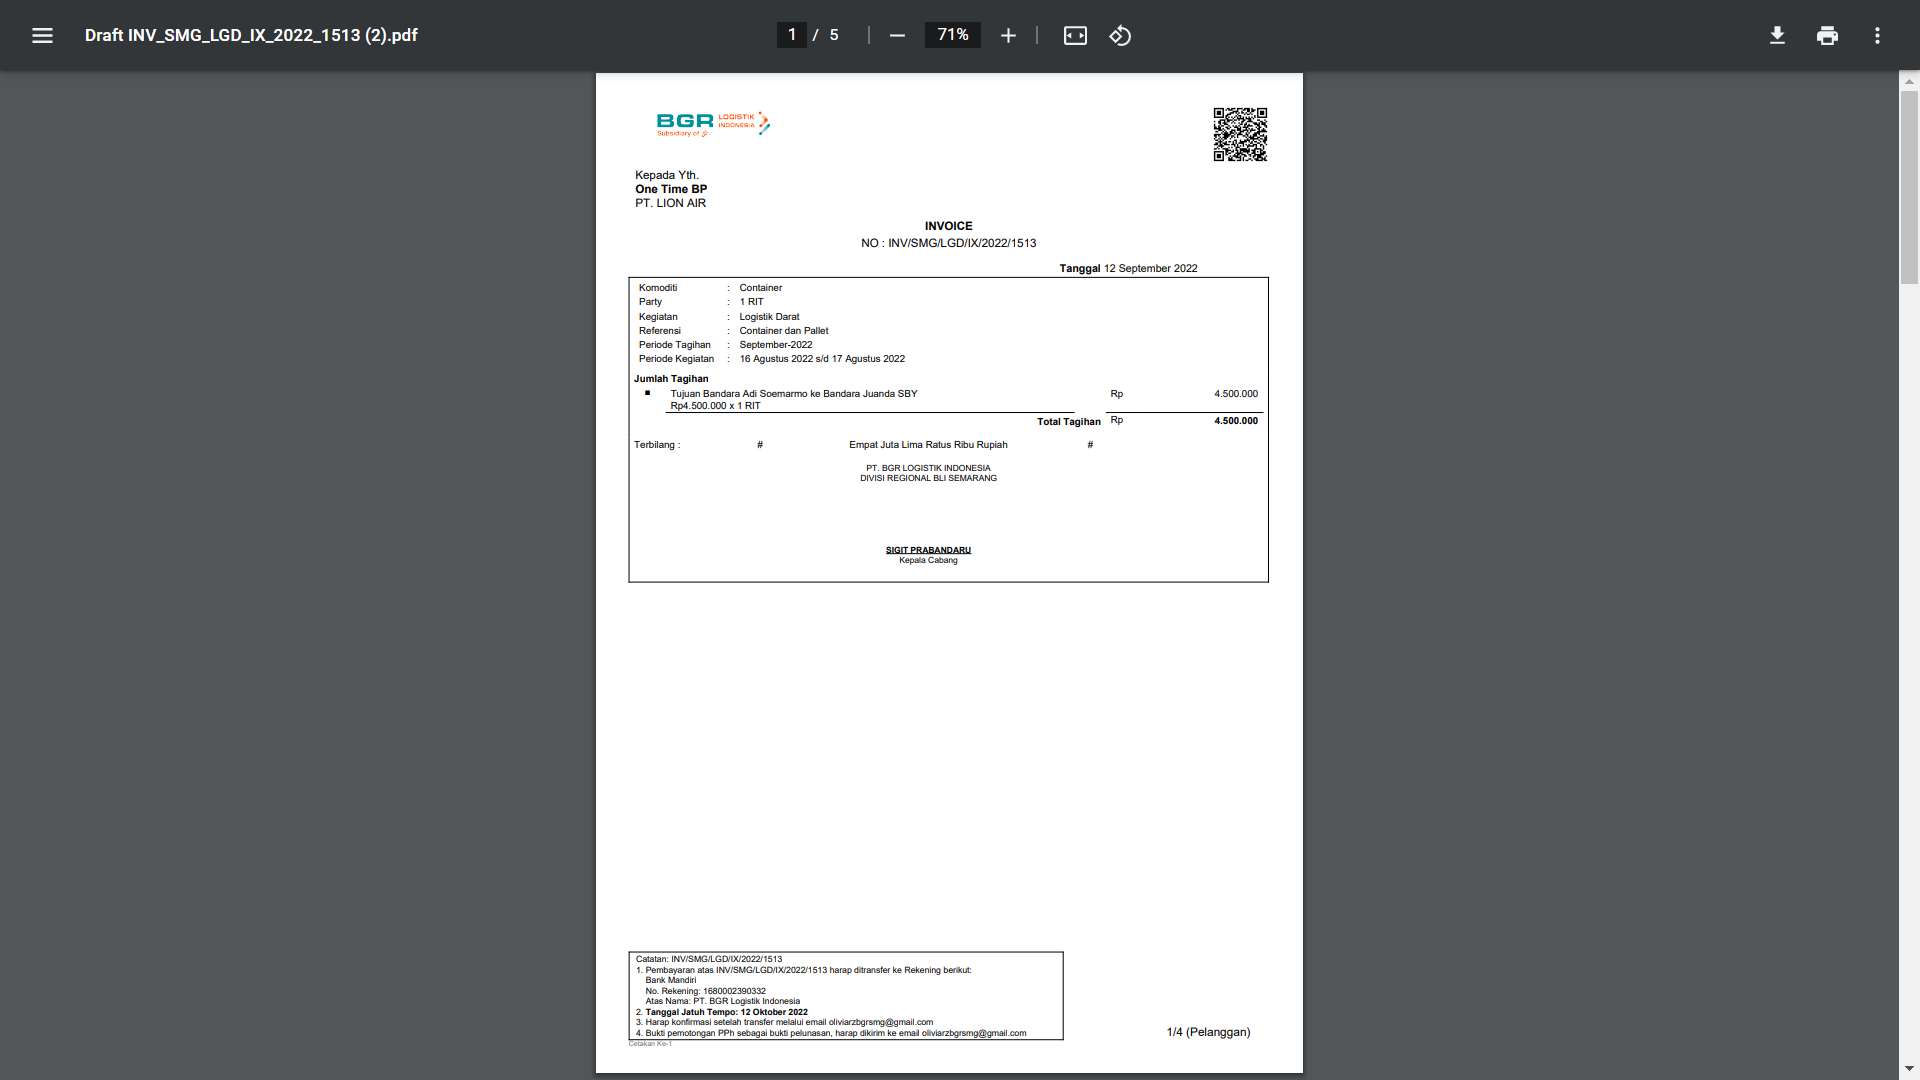 Draft INV_SMG_LGD_IX_2022_1513 (2).pdf
1 / 5
71%
BGR LOGISTIK INDONESIA
Subsidiary of
Kepada Yth.
One Time BP
PT. LION AIR
INVOICE
NO : INV/SMG/LGD/IX/2022/1513
Tanggal 12 September 2022
Komoditi : Container
Party : 1 RIT
Kegiatan : Logistik Darat
Referensi : Container dan Pallet
Periode Tagihan : September-2022
Periode Kegiatan : 16 Agustus 2022 s/d 17 Agustus 2022
Jumlah Tagihan
▪ Tujuan Bandara Adi Soemarmo ke Bandara Juanda SBY Rp 4.500.000
Rp4.500.000 x 1 RIT
Total Tagihan Rp 4.500.000
Terbilang : # Empat Juta Lima Ratus Ribu Rupiah #
PT. BGR LOGISTIK INDONESIA
DIVISI REGIONAL BLI SEMARANG
SIGIT PRABANDARU
Kepala Cabang
Catatan: INV/SMG/LGD/IX/2022/1513
1. Pembayaran atas INV/SMG/LGD/IX/2022/1513 harap ditransfer ke Rekening berikut:
Bank Mandiri
No. Rekening: 1680002390332
Atas Nama: PT. BGR Logistik Indonesia
2. Tanggal Jatuh Tempo: 12 Oktober 2022
3. Harap konfirmasi setelah transfer melalui email oliviarzbgrsmg@gmail.com
4. Bukti pemotongan PPh sebagai bukti pelunasan, harap dikirim ke email oliviarzbgrsmg@gmail.com
Cetakan Ke-1
1/4 (Pelanggan)